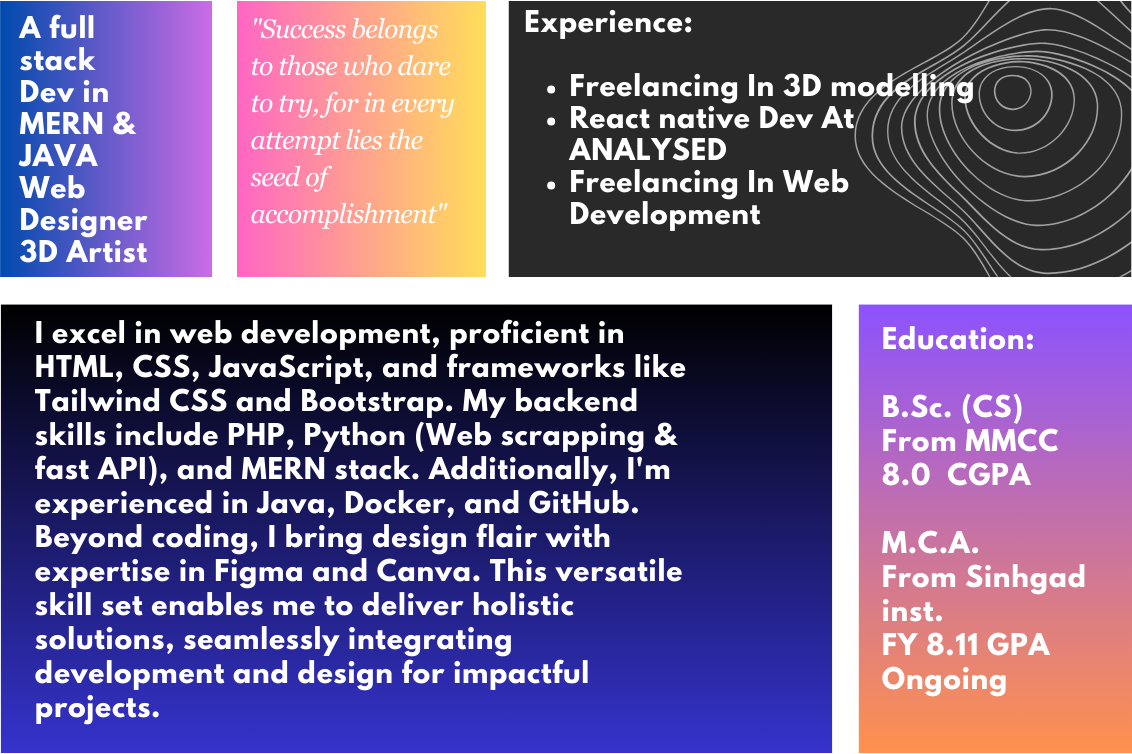 A full
stack
Dev in
MERN &
JAVA
Web
Designer
3D Artist
"Success belongs
to those who dare
to try, for in every
attempt lies the
seed of
accomplishment"
Experience:
• Freelancing In 3D modelling
• React native Dev At
ANALYSED
• Freelancing In Web
Development
I excel in web development, proficient in
HTML, CSS, JavaScript, and frameworks like
Tailwind CSS and Bootstrap. My backend
skills include PHP, Python (Web scrapping &
fast API), and MERN stack. Additionally, I'm
experienced in Java, Docker, and GitHub.
Beyond coding, I bring design flair with
expertise in Figma and Canva. This versatile
skill set enables me to deliver holistic
solutions, seamlessly integrating
development and design for impactful
projects.
Education:
B.Sc. (CS)
From MMCC
8.0 CGPA
M.C.A.
From Sinhgad
inst.
FY 8.11 GPA
Ongoing